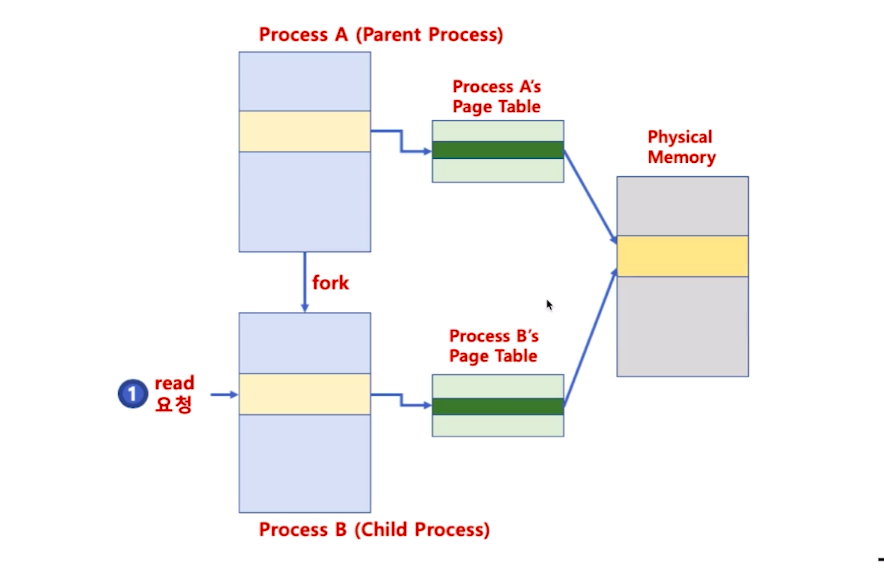 Process A (Parent Process)
Process A's
Page Table
Physical
Memory
fork
Process B's
Page Table
1
read
요청
Process B (Child Process)